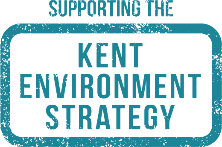 SUPPORTING THE
KENT
ENVIRONMENT
STRATEGY